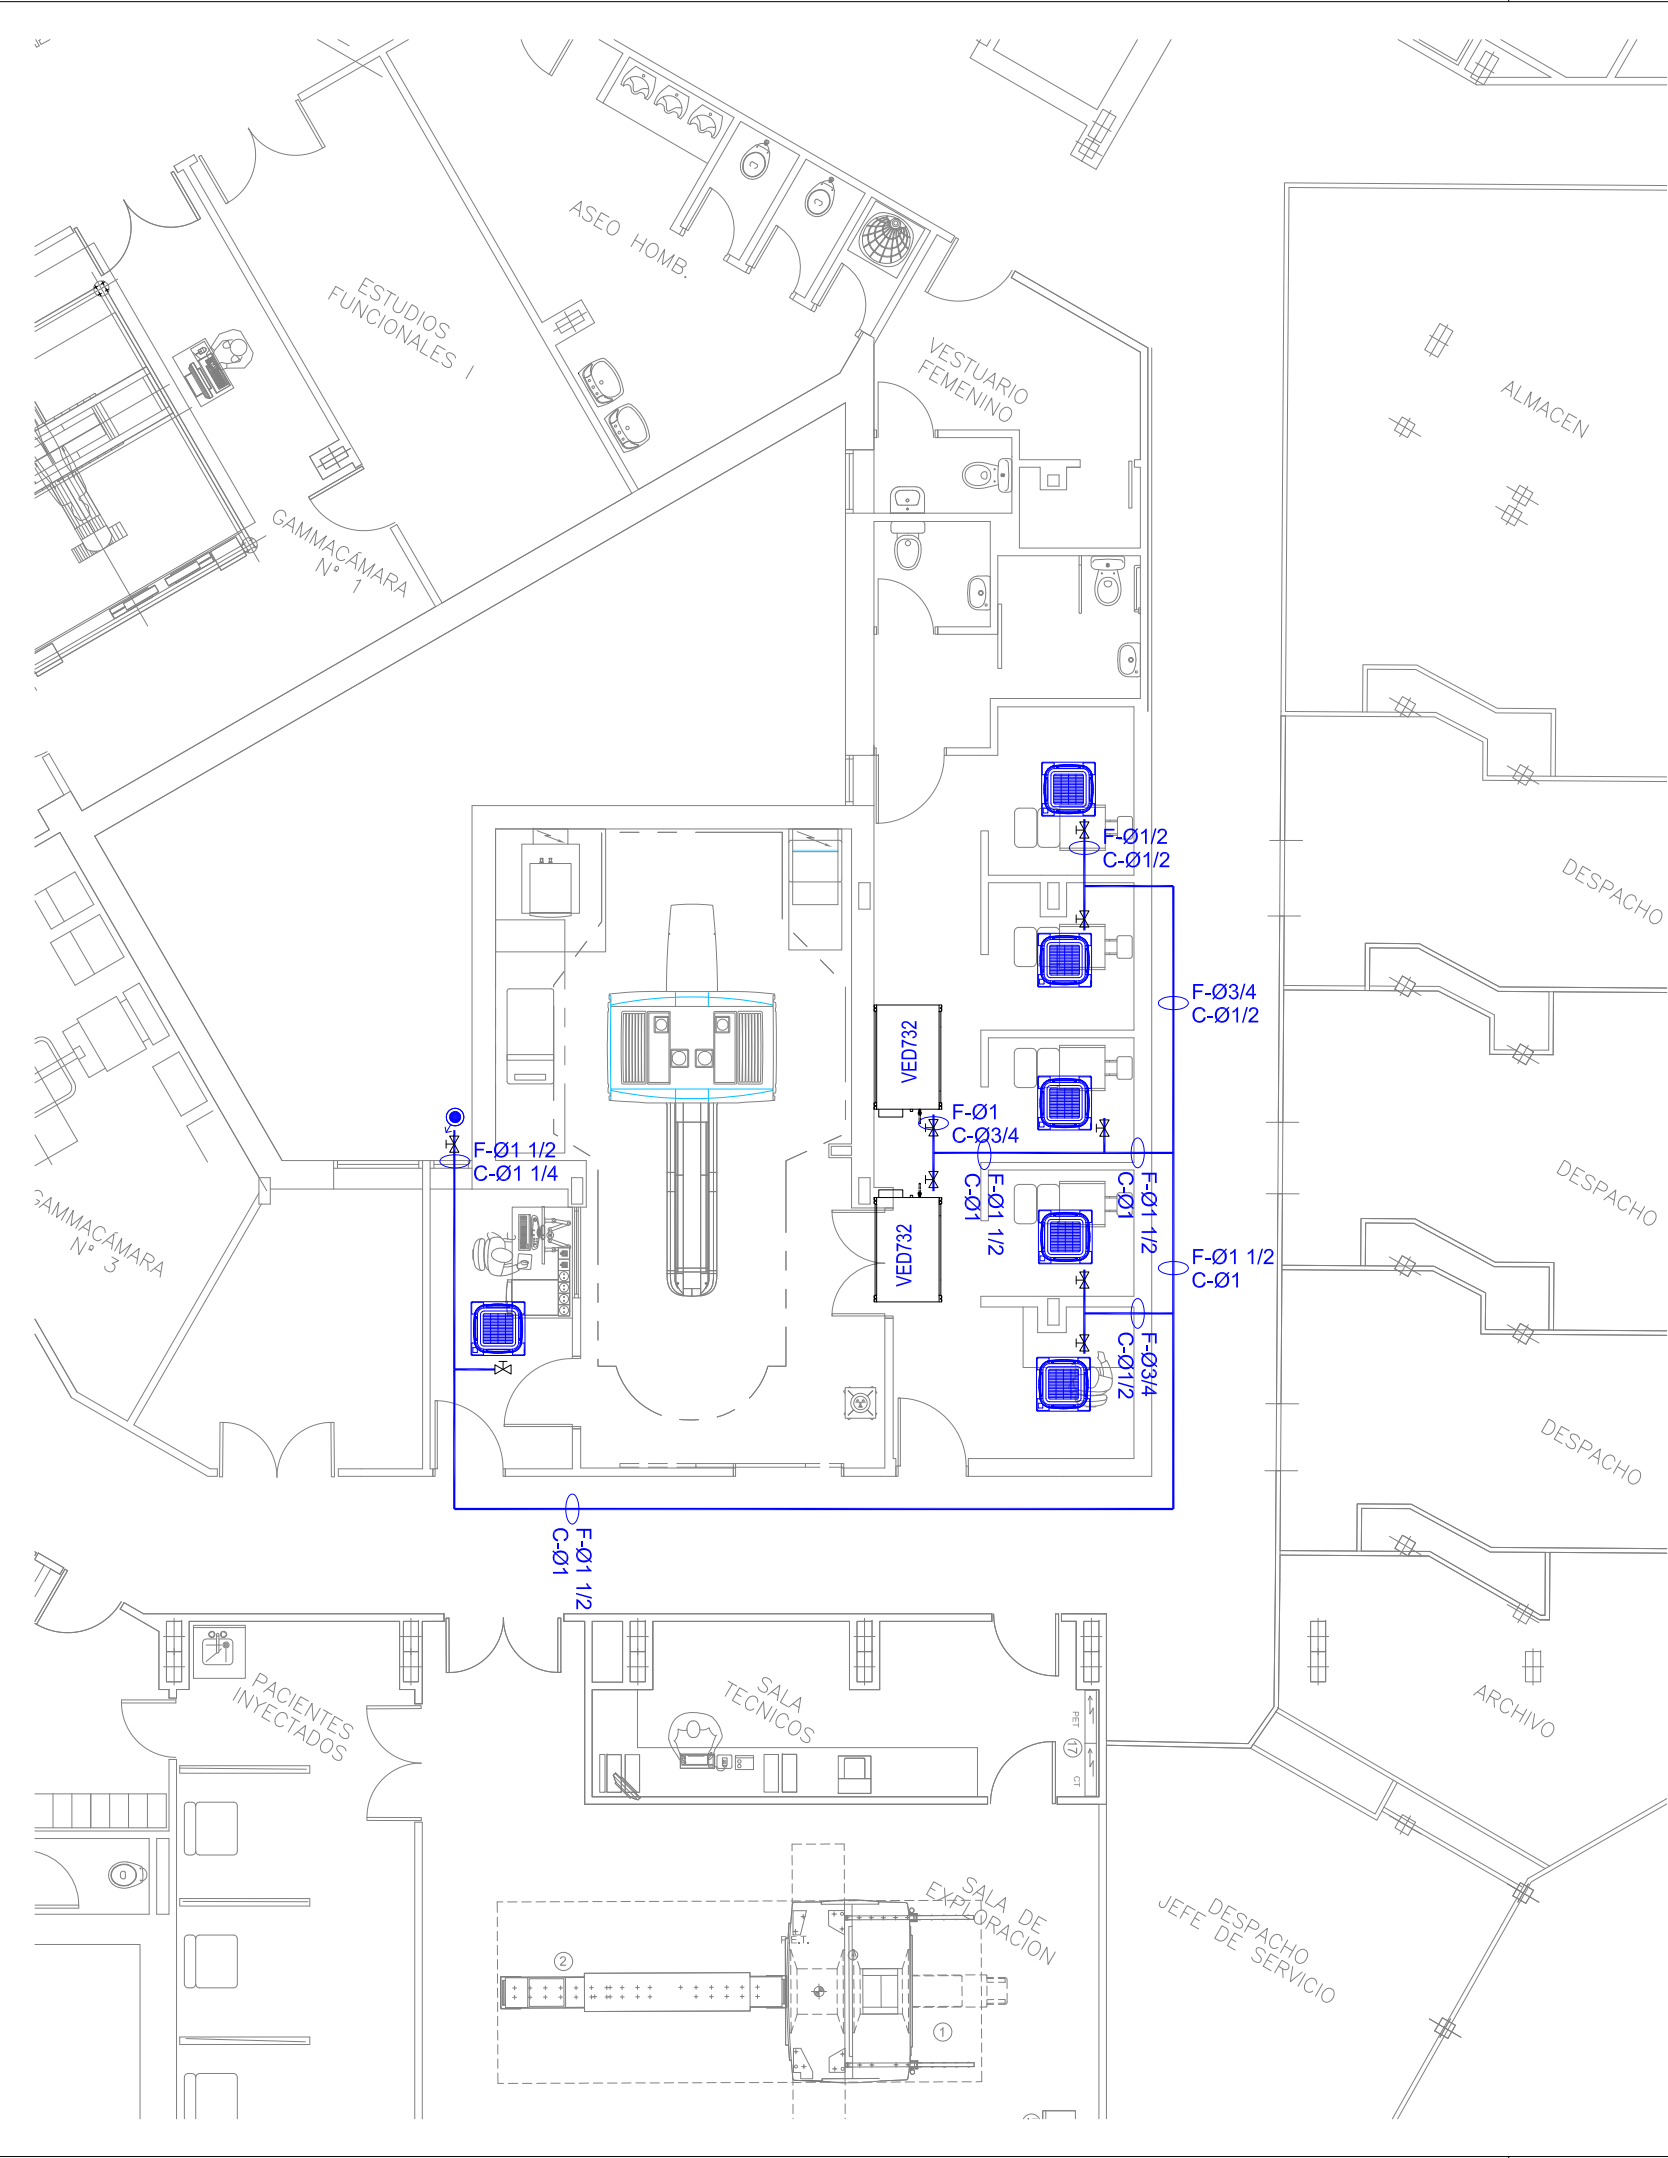 ASEO HOMB.
ESTUDIOS
FUNCIONALES I
VESTUARIO
FEMENINO
ALMACEN
GAMMACÁMARA
Nº 1
F-Ø1/2
C-Ø1/2
DESPACHO
F-Ø3/4
C-Ø1/2
VED732
F-Ø1
C-Ø3/4
F-Ø1 1/2
C-Ø1 1/4
F-Ø1 1/2
C-Ø1
F-Ø1 1/2
C-Ø1
DESPACHO
GAMMACÁMARA
Nº 3
VED732
F-Ø1 1/2
C-Ø1
F-Ø3/4
C-Ø1/2
DESPACHO
F-Ø1 1/2
C-Ø1
PACIENTES
INYECTADOS
SALA
TECNICOS
PET
17
CT
ARCHIVO
SALA DE
EXPLORACION
P.E.T.
2
1
DESPACHO
JEFE DE SERVICIO